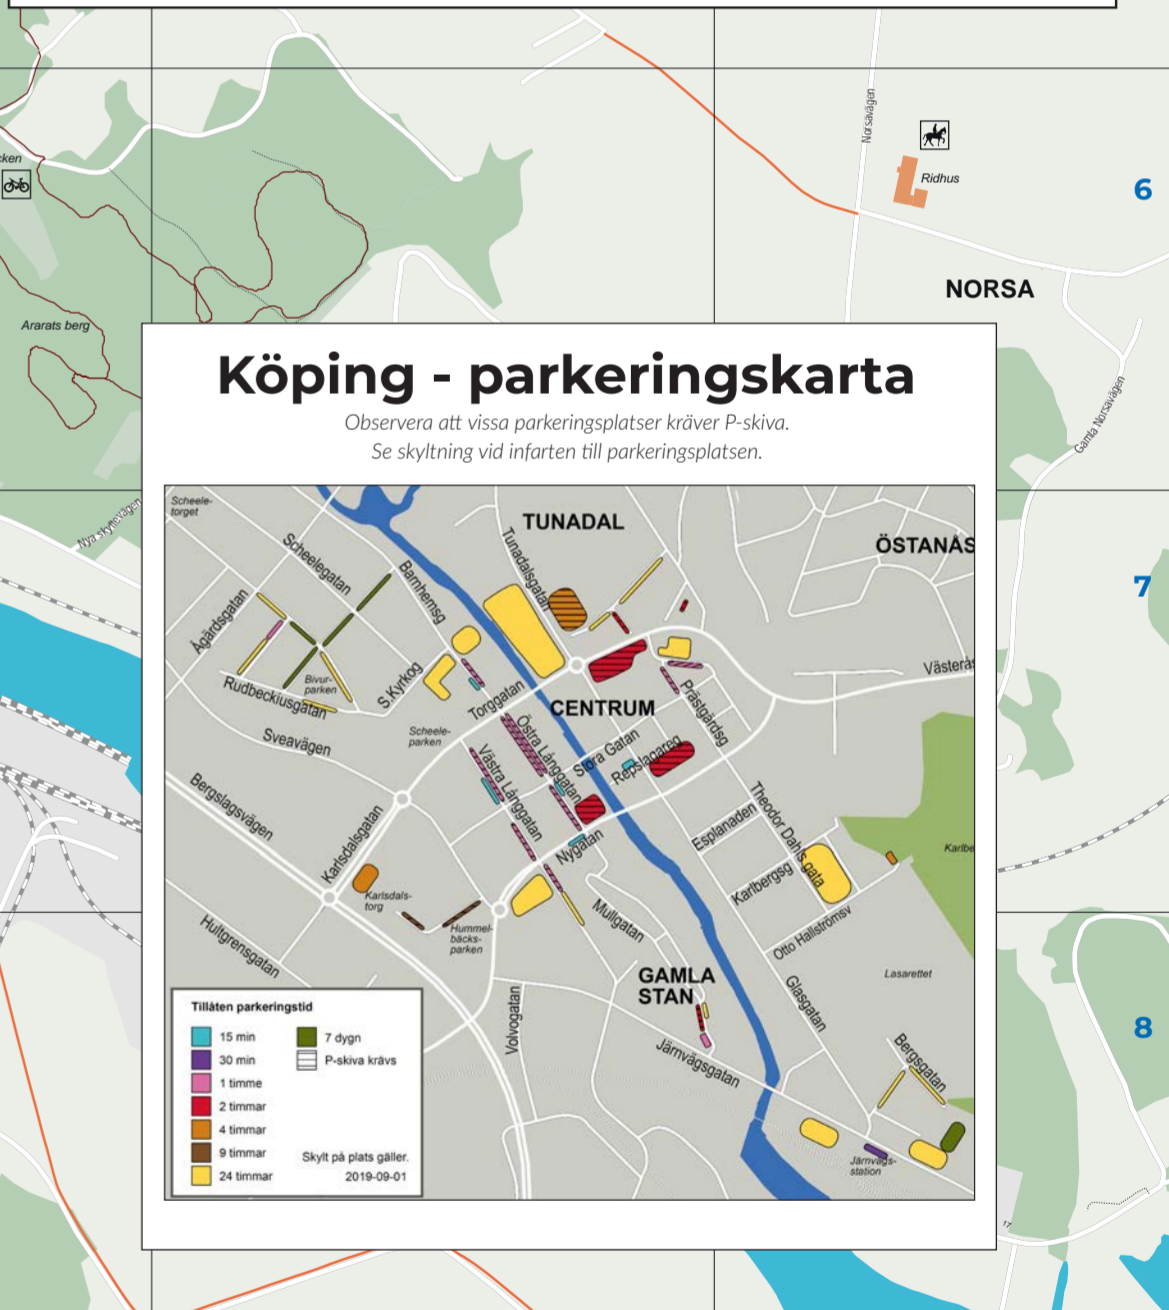 Norsavägen
cken
Ridhus
6
NORSA
Ararats berg
Gamla Norsavägen
Nya skyttevägen
7
8
17
Köping - parkeringskarta
Observera att vissa parkeringsplatser kräver P-skiva.
Se skyltning vid infarten till parkeringsplatsen.
Scheele-
torget
TUNADAL
ÖSTANÅS
Scheelegatan
Barnhemsg
Tunadalsgatan
Ågårdsgatan
Bivur-
parken
S.Kyrkog
Rudbeckiusgatan
Västerås
Prästgårdsg
Torggatan
CENTRUM
Sveavägen
Scheele-
parken
Östra Långgatan
Stora Gatan
Repslagareg
Västra Långgatan
Bergslagsvägen
Karlsdalsgatan
Nygatan
Esplanaden
Theodor Dahls gata
Karlbe
Karlbergsg
Karlsdals-
torg
Hummel-
bäcks-
parken
Mullgatan
Otto Hallströmsv
Hultgrensgatan
GAMLA
STAN
Lasarettet
Glasgatan
Volvogatan
Järnvägsgatan
Bergsgatan
Järnvägs-
station
Tillåten parkeringstid
15 min
7 dygn
30 min
P-skiva krävs
1 timme
2 timmar
4 timmar
9 timmar
Skylt på plats gäller.
24 timmar
2019-09-01